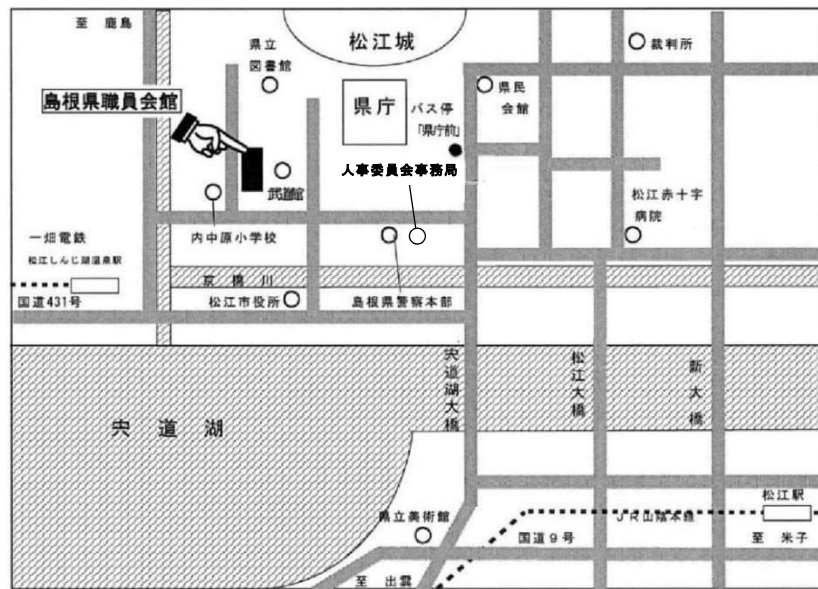 至 鹿島
県立
図書館
松江城
裁判所
島根県職員会館
県庁
バス停
「県庁前」
県民
会館
人事委員会事務局
武道館
松江赤十字
病院
一畑電鉄
松江しんじ湖温泉駅
内中原小学校
京橋川
国道431号
松江市役所
島根県警察本部
宍道湖大橋
松江大橋
新大橋
宍道湖
松江駅
県立美術館
JR山陰本線
国道9号
至 米子
至 出雲